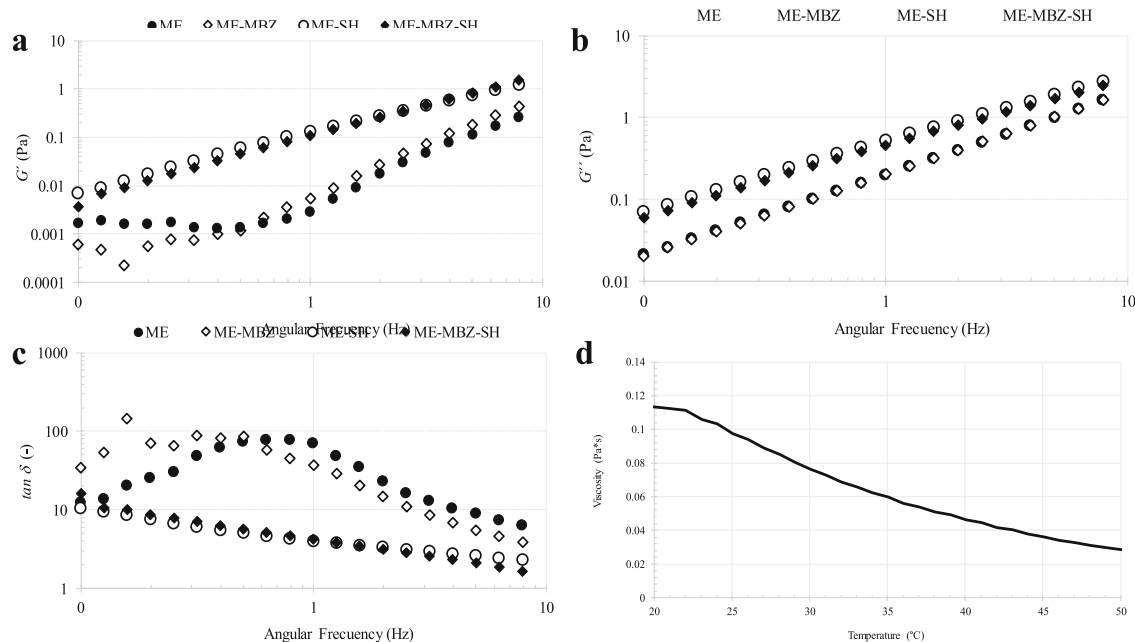 ME ME-MBZ ME-SH ME-MBZ-SH
a
10
1
0.1
0.01
0.001
0.0001
G´ (Pa)
0 1 10
Angular Frecuency (Hz)
ME ME-MBZ ME-SH ME-MBZ-SH
b
10
1
0.1
0.01
G´´ (Pa)
0 1 10
Angular Frecuency (Hz)
ME ME-MBZ ME-SH ME-MBZ-SH
c
1000
100
10
1
tan δ (-)
0 1 10
Angular Frecuency (Hz)
d
0.14
0.12
0.1
0.08
0.06
0.04
0.02
0
Viscosity (Pa*s)
20 25 30 35 40 45 50
Temperature (ºC)